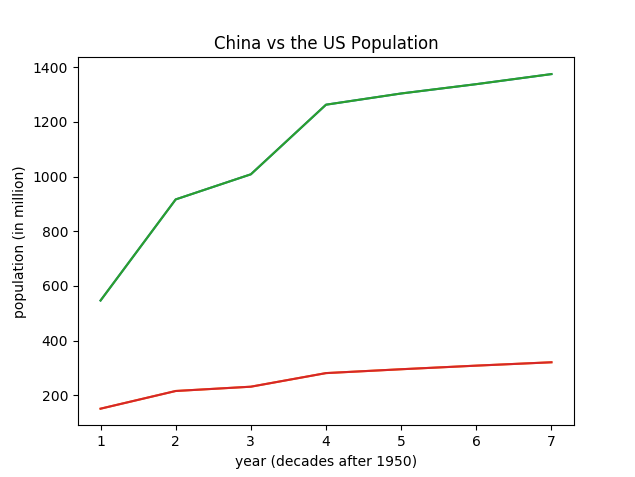 China vs the US Population
1400
1200
1000
800
600
400
200
population (in million)
1 2 3 4 5 6 7
year (decades after 1950)